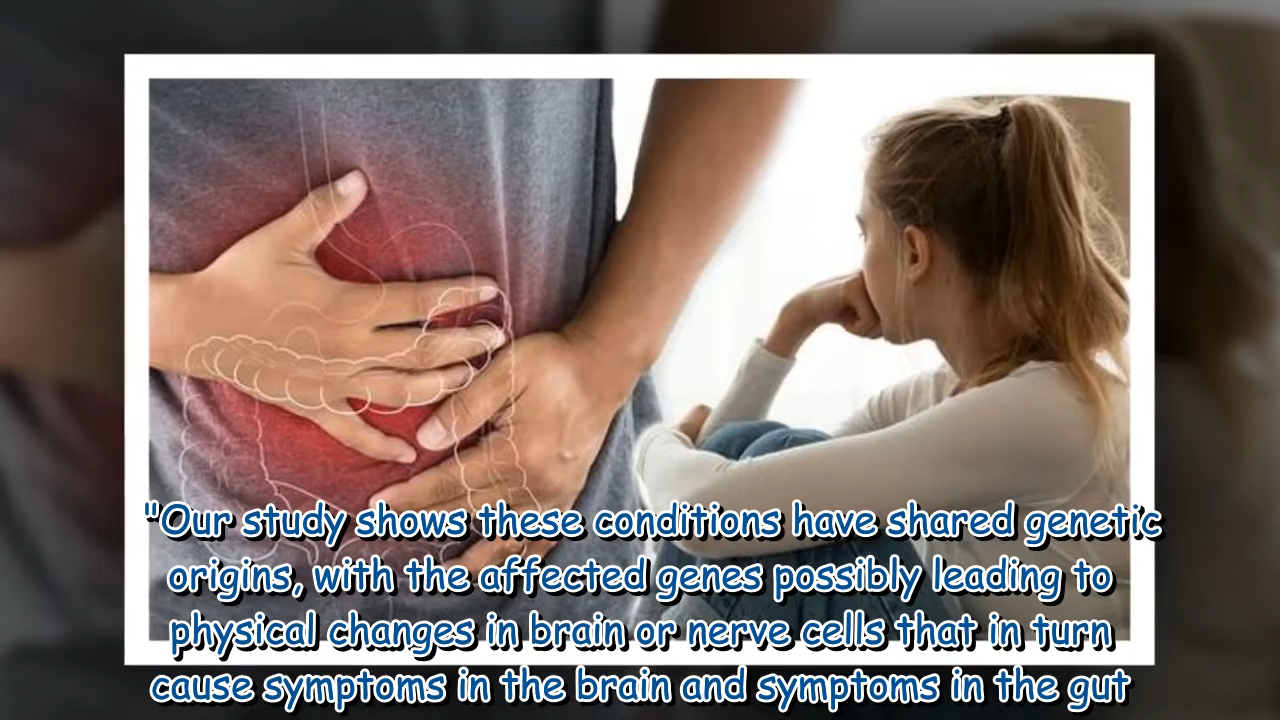 "Our study shows these conditions have shared genetic
origins, with the affected genes possibly leading to
physical changes in brain or nerve cells that in turn
cause symptoms in the brain and symptoms in the gut